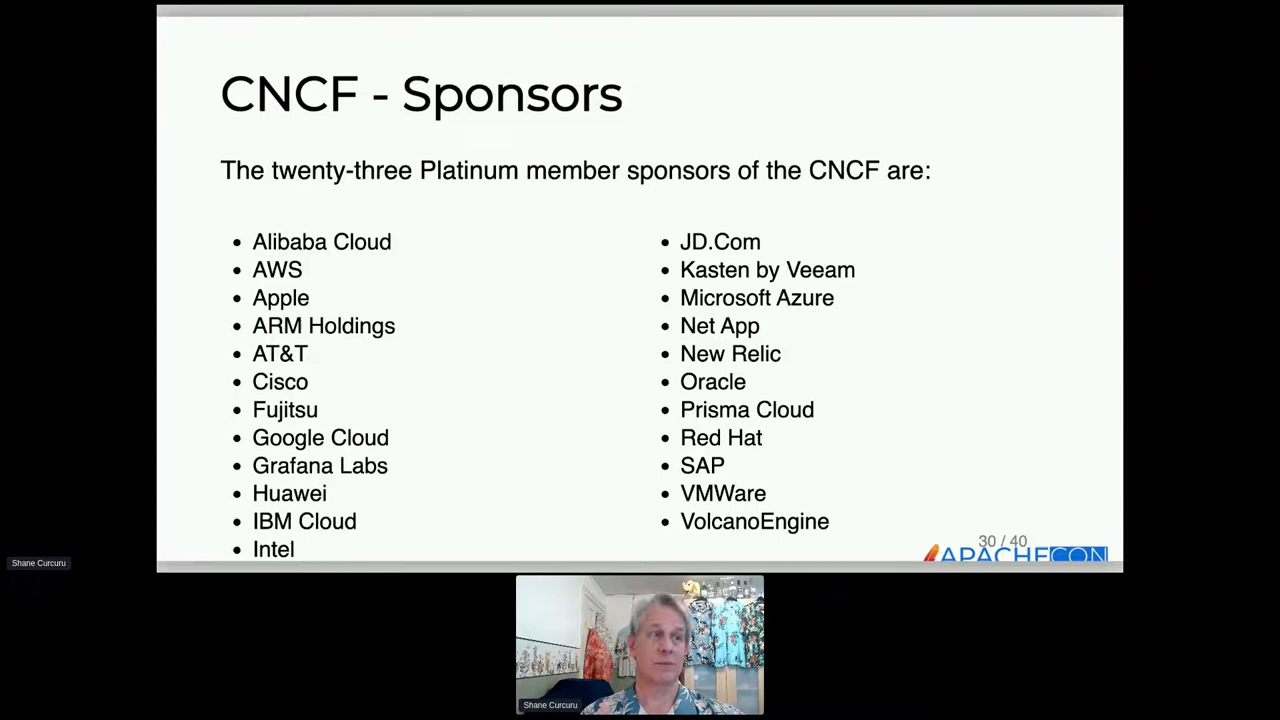 CNCF - Sponsors
The twenty-three Platinum member sponsors of the CNCF are:
• Alibaba Cloud
• AWS
• Apple
• ARM Holdings
• AT&T
• Cisco
• Fujitsu
• Google Cloud
• Grafana Labs
• Huawei
• IBM Cloud
• Intel
• JD.Com
• Kasten by Veeam
• Microsoft Azure
• Net App
• New Relic
• Oracle
• Prisma Cloud
• Red Hat
• SAP
• VMWare
• VolcanoEngine
30 / 40
APACHECON
Shane Curcuru
Shane Curcuru